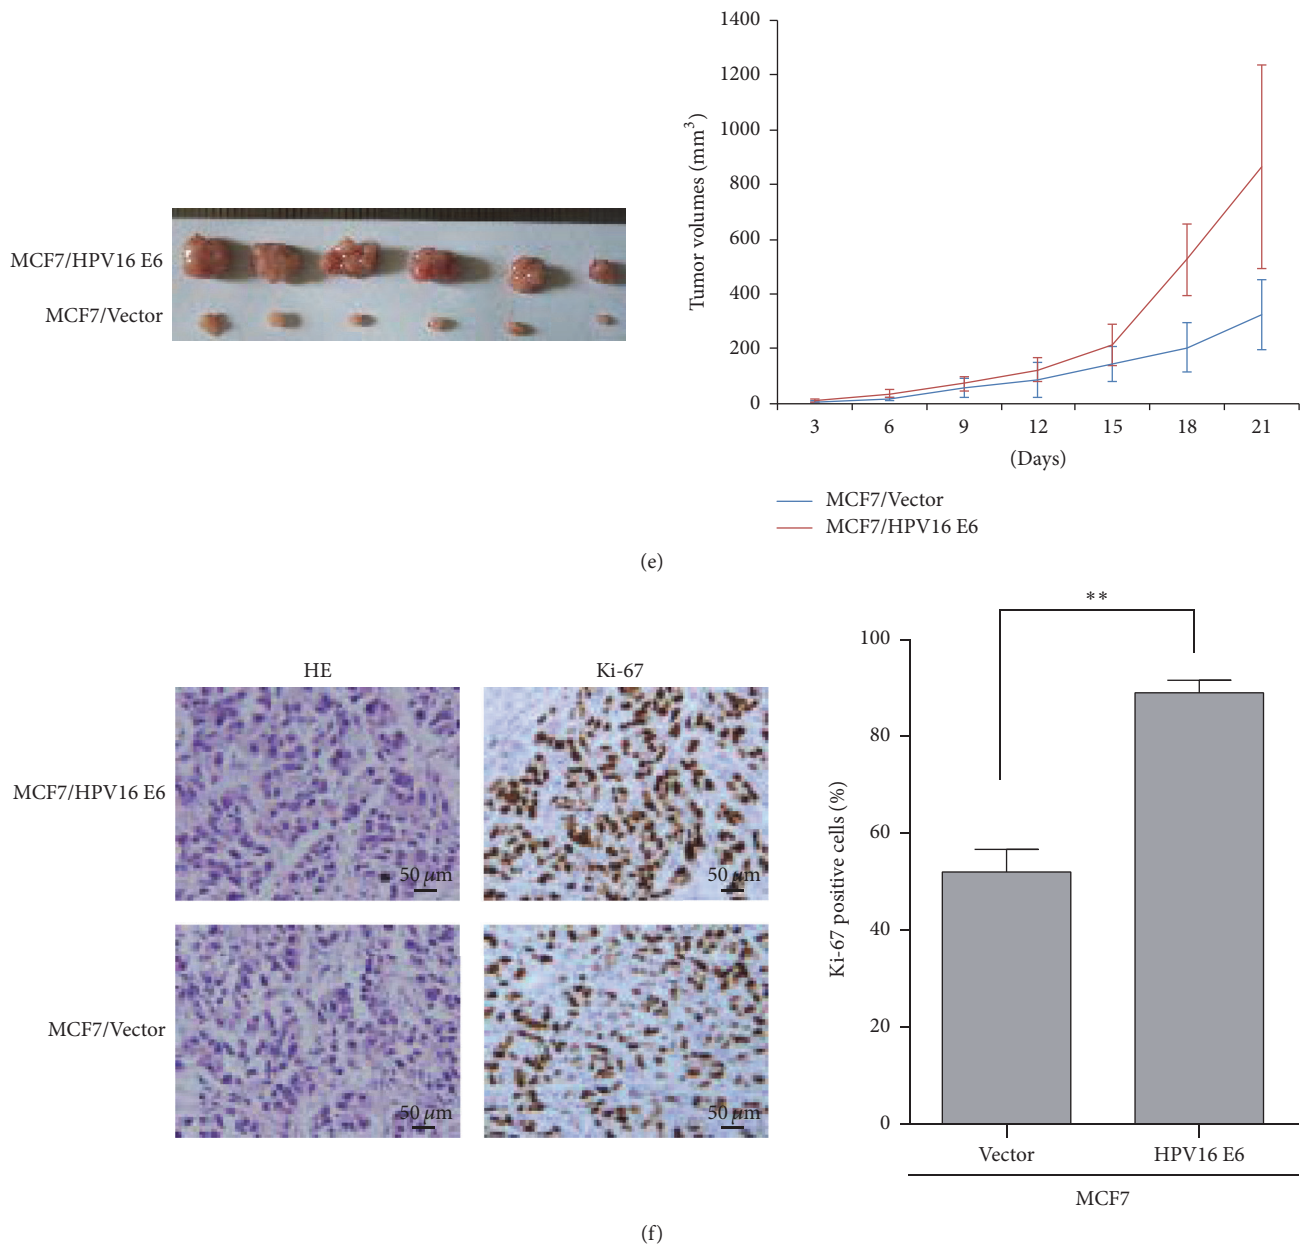 MCF7/HPV16 E6
MCF7/Vector
Tumor volumes (mm³)
1400
1200
1000
800
600
400
200
0
3 6 9 12 15 18 21
(Days)
MCF7/Vector
MCF7/HPV16 E6
(e)
HE Ki-67
MCF7/HPV16 E6
50 μm 50 μm
MCF7/Vector
50 μm 50 μm
**
Ki-67 positive cells (%)
100
80
60
40
20
0
Vector HPV16 E6
MCF7
(f)